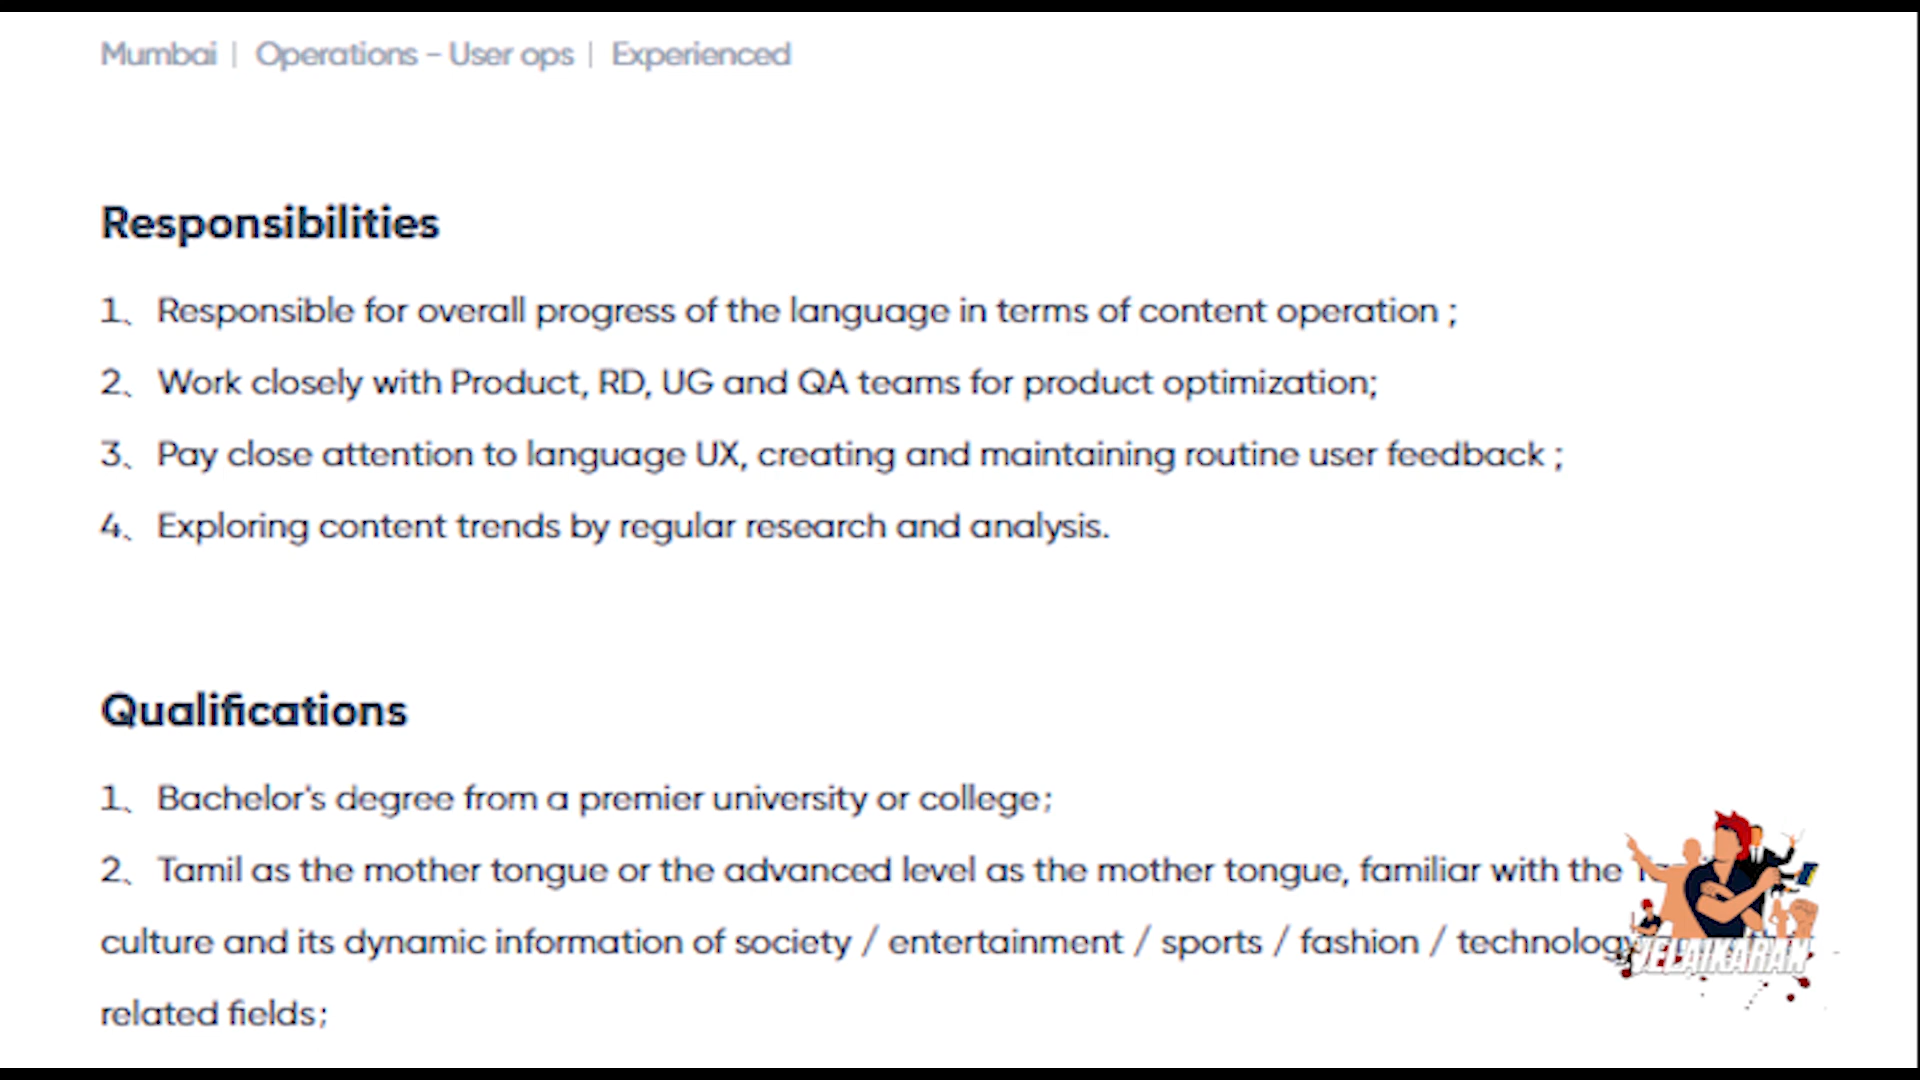 Mumbai | Operations - User ops | Experienced
Responsibilities
1、 Responsible for overall progress of the language in terms of content operation ;
2、 Work closely with Product, RD, UG and QA teams for product optimization;
3、 Pay close attention to language UX, creating and maintaining routine user feedback ;
4、 Exploring content trends by regular research and analysis.
Qualifications
1、 Bachelor's degree from a premier university or college;
2、 Tamil as the mother tongue or the advanced level as the mother tongue, familiar with the
culture and its dynamic information of society / entertainment / sports / fashion / technology
related fields;
VELAIKARAN